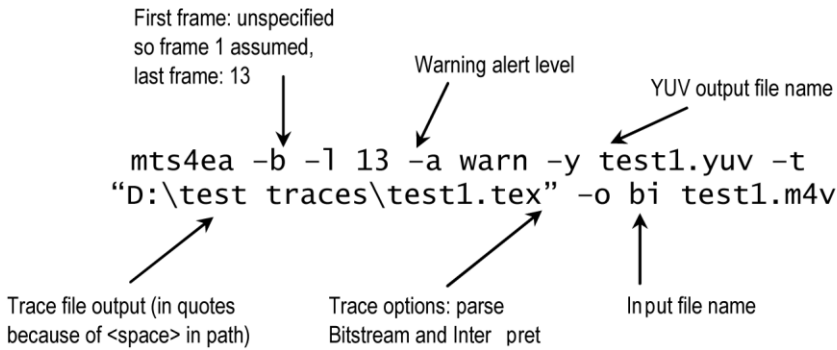 First frame: unspecified
so frame 1 assumed,
last frame: 13
Warning alert level
YUV output file name
mts4ea –b –l 13 –a warn –y test1.yuv –t
“D:\test traces\test1.tex” –o bi test1.m4v
Trace file output (in quotes
because of <space> in path)
Trace options: parse
Bitstream and Inter pret
Input file name